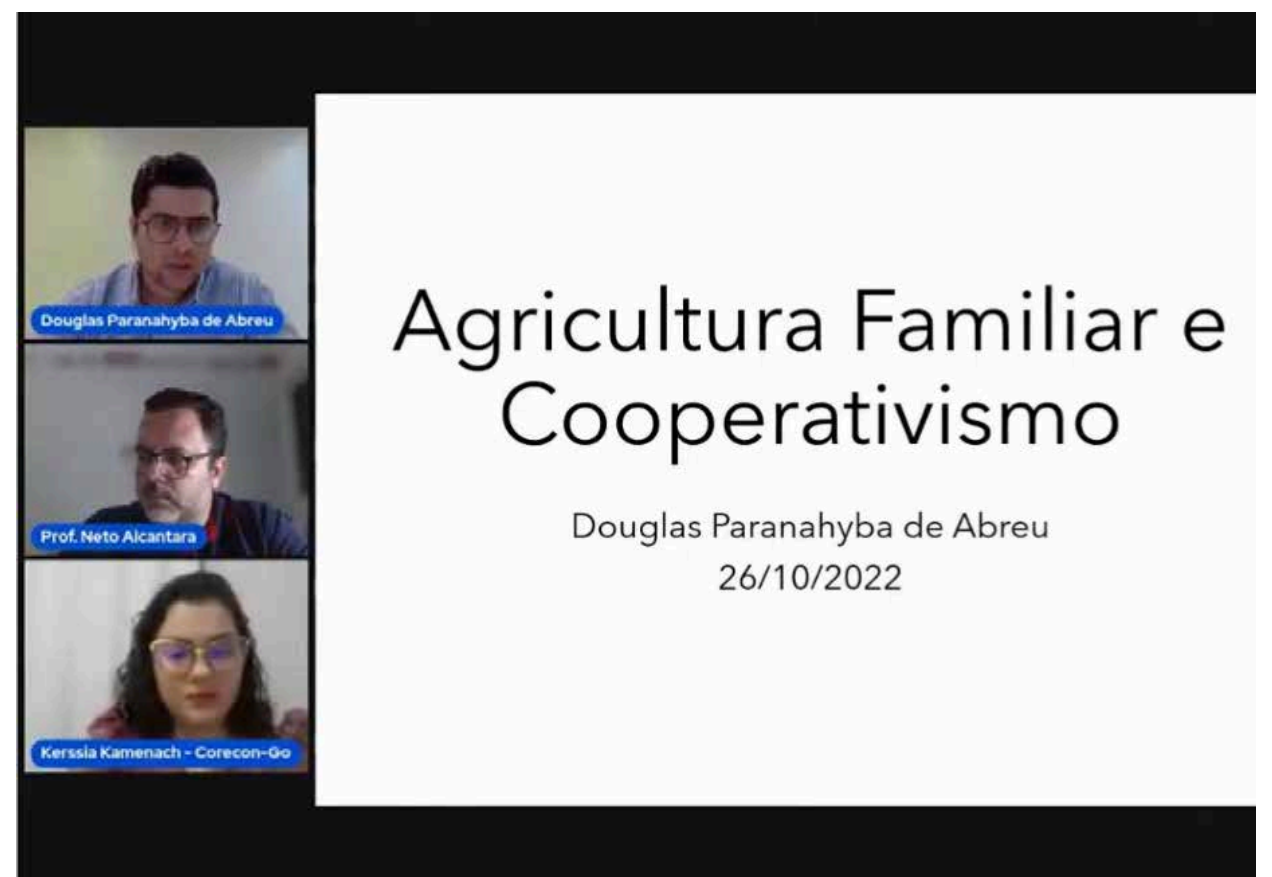 Douglas Paranahyba de Abreu
Prof. Neto Alcantara
Kerssia Kamenach - Corecon-Go
Agricultura Familiar e
Cooperativismo
Douglas Paranahyba de Abreu
26/10/2022